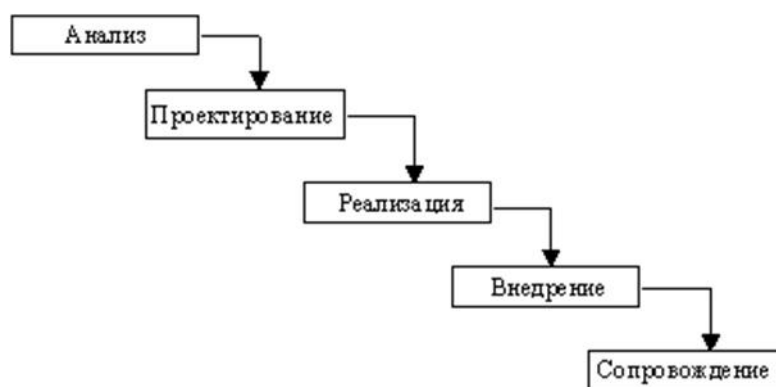 Анализ
Проектирование
Реализация
Внедрение
Сопровождение